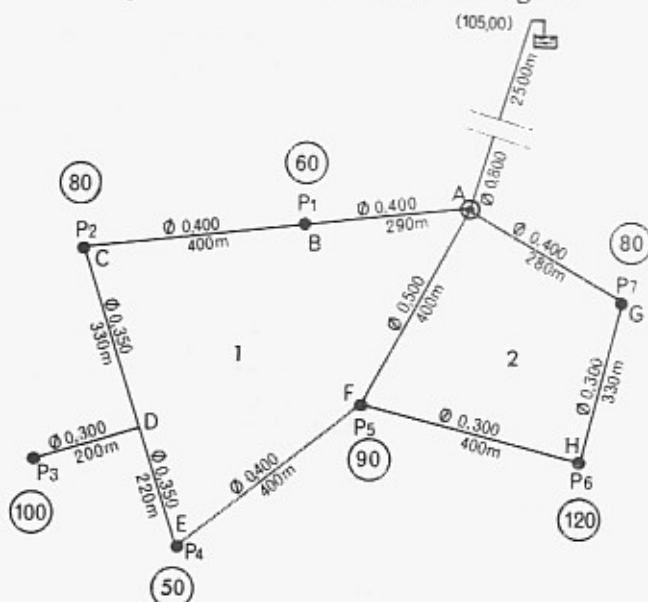 (105,00)
2500m
Ø 0,800
60
80
P1
A
P2
Ø 0,400
Ø 0,400
290m
B
C
400m
Ø 0,400
280m
80
P7
G
Ø 0,500
400m
Ø 0,350
330m
1
2
Ø 0,300
330m
F
P5
D
Ø 0,300
200m
P3
Ø 0,300
400m
H
P6
90
Ø 0,400
400m
Ø 0,350
220m
100
120
E
P4
50